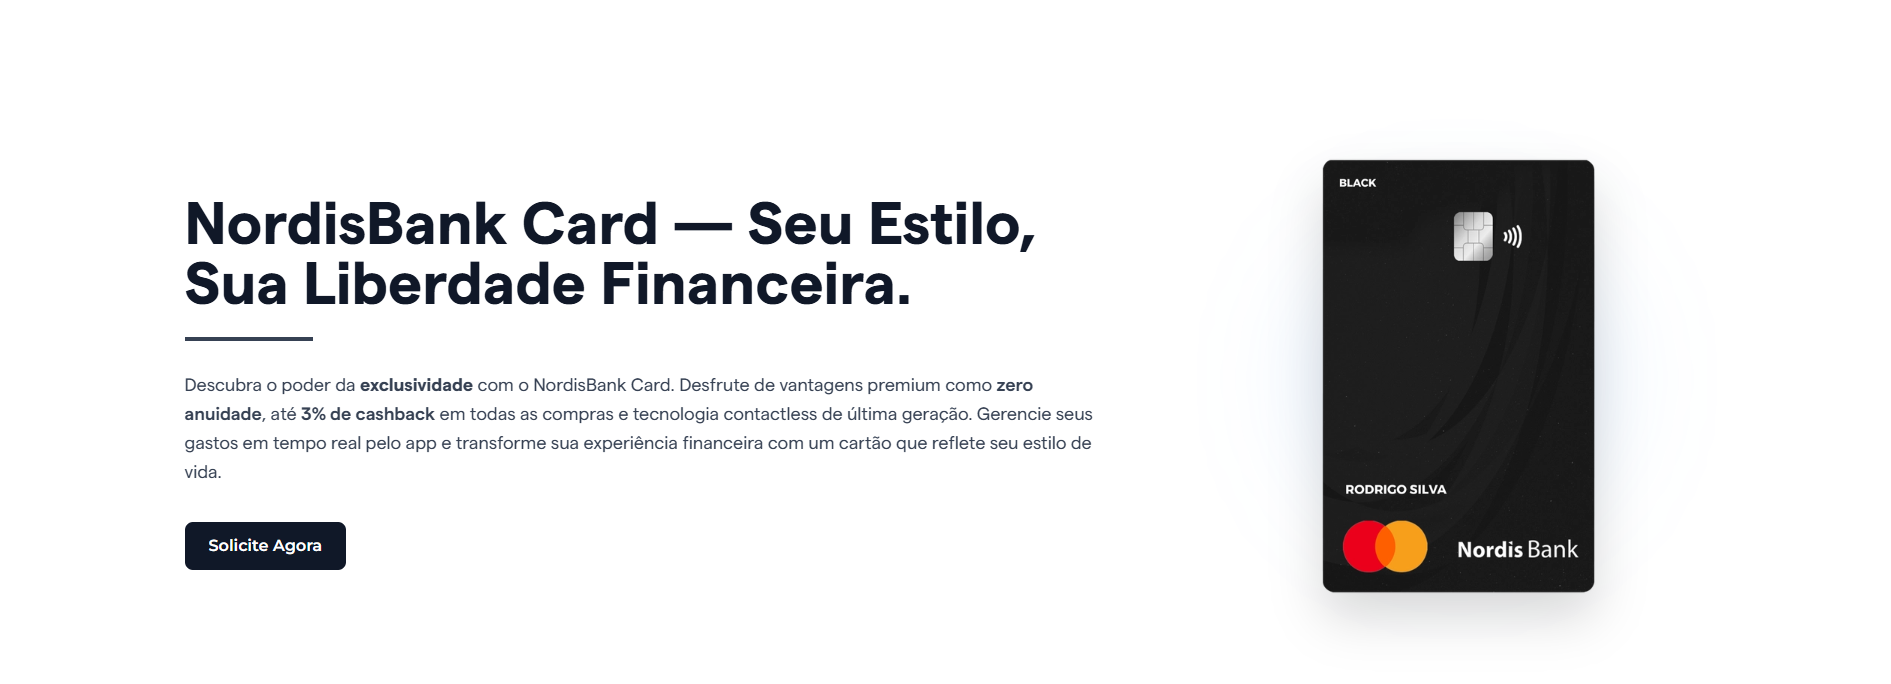 NordisBank Card — Seu Estilo,
Sua Liberdade Financeira.
Descubra o poder da exclusividade com o NordisBank Card. Desfrute de vantagens premium como zero
anuidade, até 3% de cashback em todas as compras e tecnologia contactless de última geração. Gerencie seus
gastos em tempo real pelo app e transforme sua experiência financeira com um cartão que reflete seu estilo de
vida.
Solicite Agora
BLACK
RODRIGO SILVA
Nordis Bank